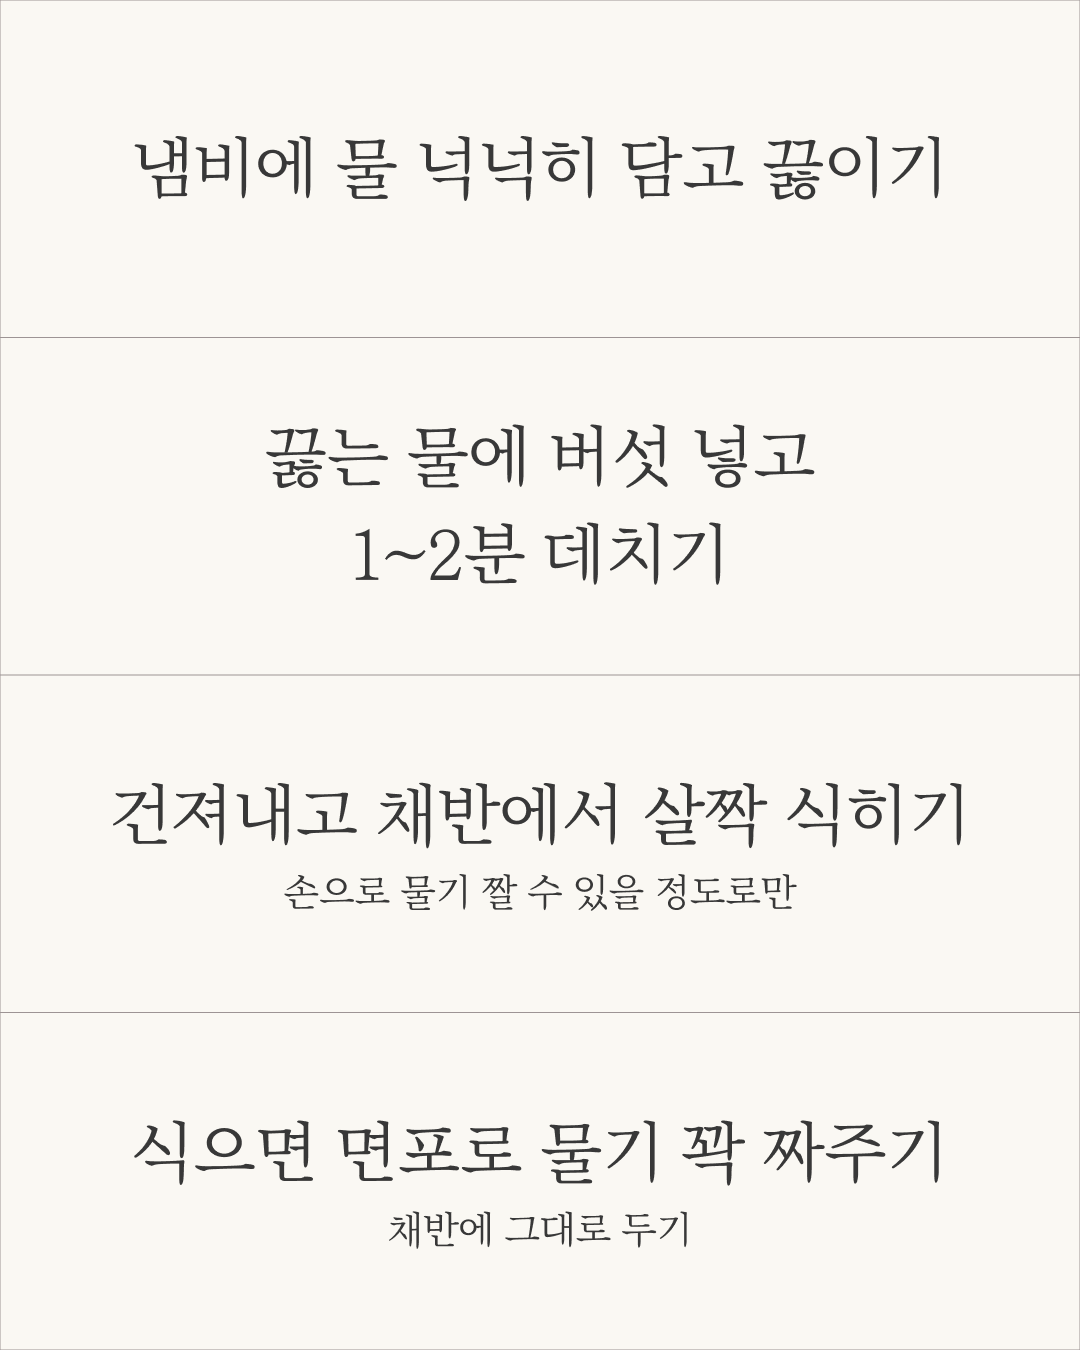 냄비에 물 넉넉히 담고 끓이기
끓는 물에 버섯 넣고
1~2분 데치기
건져내고 채반에서 살짝 식히기
손으로 물기 짤 수 있을 정도로만
식으면 면포로 물기 꽉 짜주기
채반에 그대로 두기